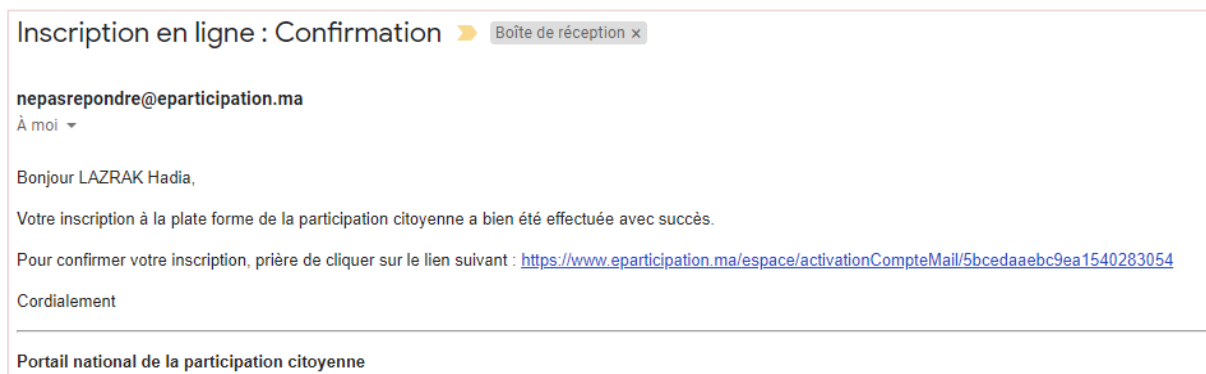 Inscription en ligne : Confirmation Boîte de réception x
nepasrepondre@eparticipation.ma
À moi
Bonjour LAZRAK Hadia,
Votre inscription à la plate forme de la participation citoyenne a bien été effectuée avec succès.
Pour confirmer votre inscription, prière de cliquer sur le lien suivant : https://www.eparticipation.ma/espace/activationCompteMail/5bcedaaebc9ea1540283054
Cordialement
Portail national de la participation citoyenne